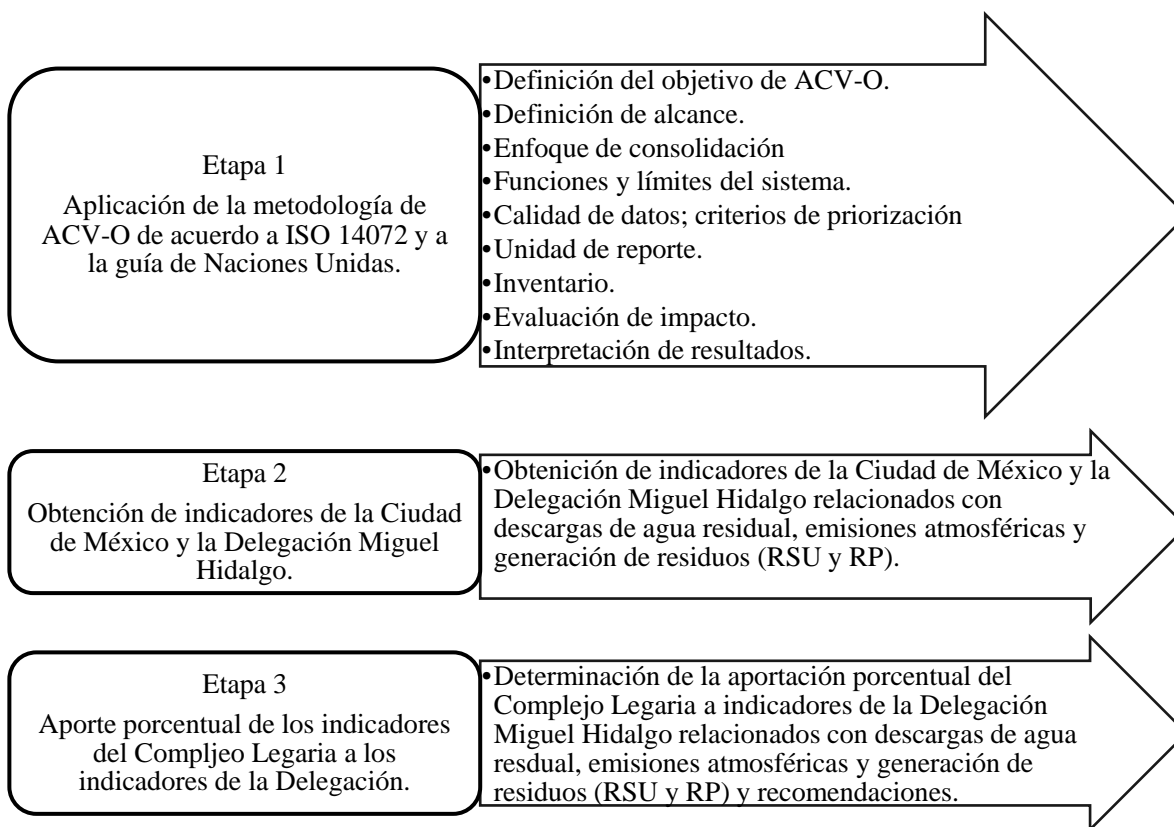 Etapa 1
Aplicación de la metodología de
ACV-O de acuerdo a ISO 14072 y a
la guía de Naciones Unidas.
•Definición del objetivo de ACV-O.
•Definición de alcance.
•Enfoque de consolidación
•Funciones y límites del sistema.
•Calidad de datos; criterios de priorización
•Unidad de reporte.
•Inventario.
•Evaluación de impacto.
•Interpretación de resultados.
Etapa 2
Obtención de indicadores de la Ciudad
de México y la Delegación Miguel
Hidalgo.
•Obtenición de indicadores de la Ciudad de México y la
Delegación Miguel Hidalgo relacionados con
descargas de agua residual, emisiones atmosféricas y
generación de residuos (RSU y RP).
Etapa 3
Aporte porcentual de los indicadores
del Compljeo Legaria a los
indicadores de la Delegación.
•Determinación de la aportación porcentual del
Complejo Legaria a indicadores de la Delegación
Miguel Hidalgo relacionados con descargas de agua
resdual, emisiones atmosféricas y generación de
residuos (RSU y RP) y recomendaciones.